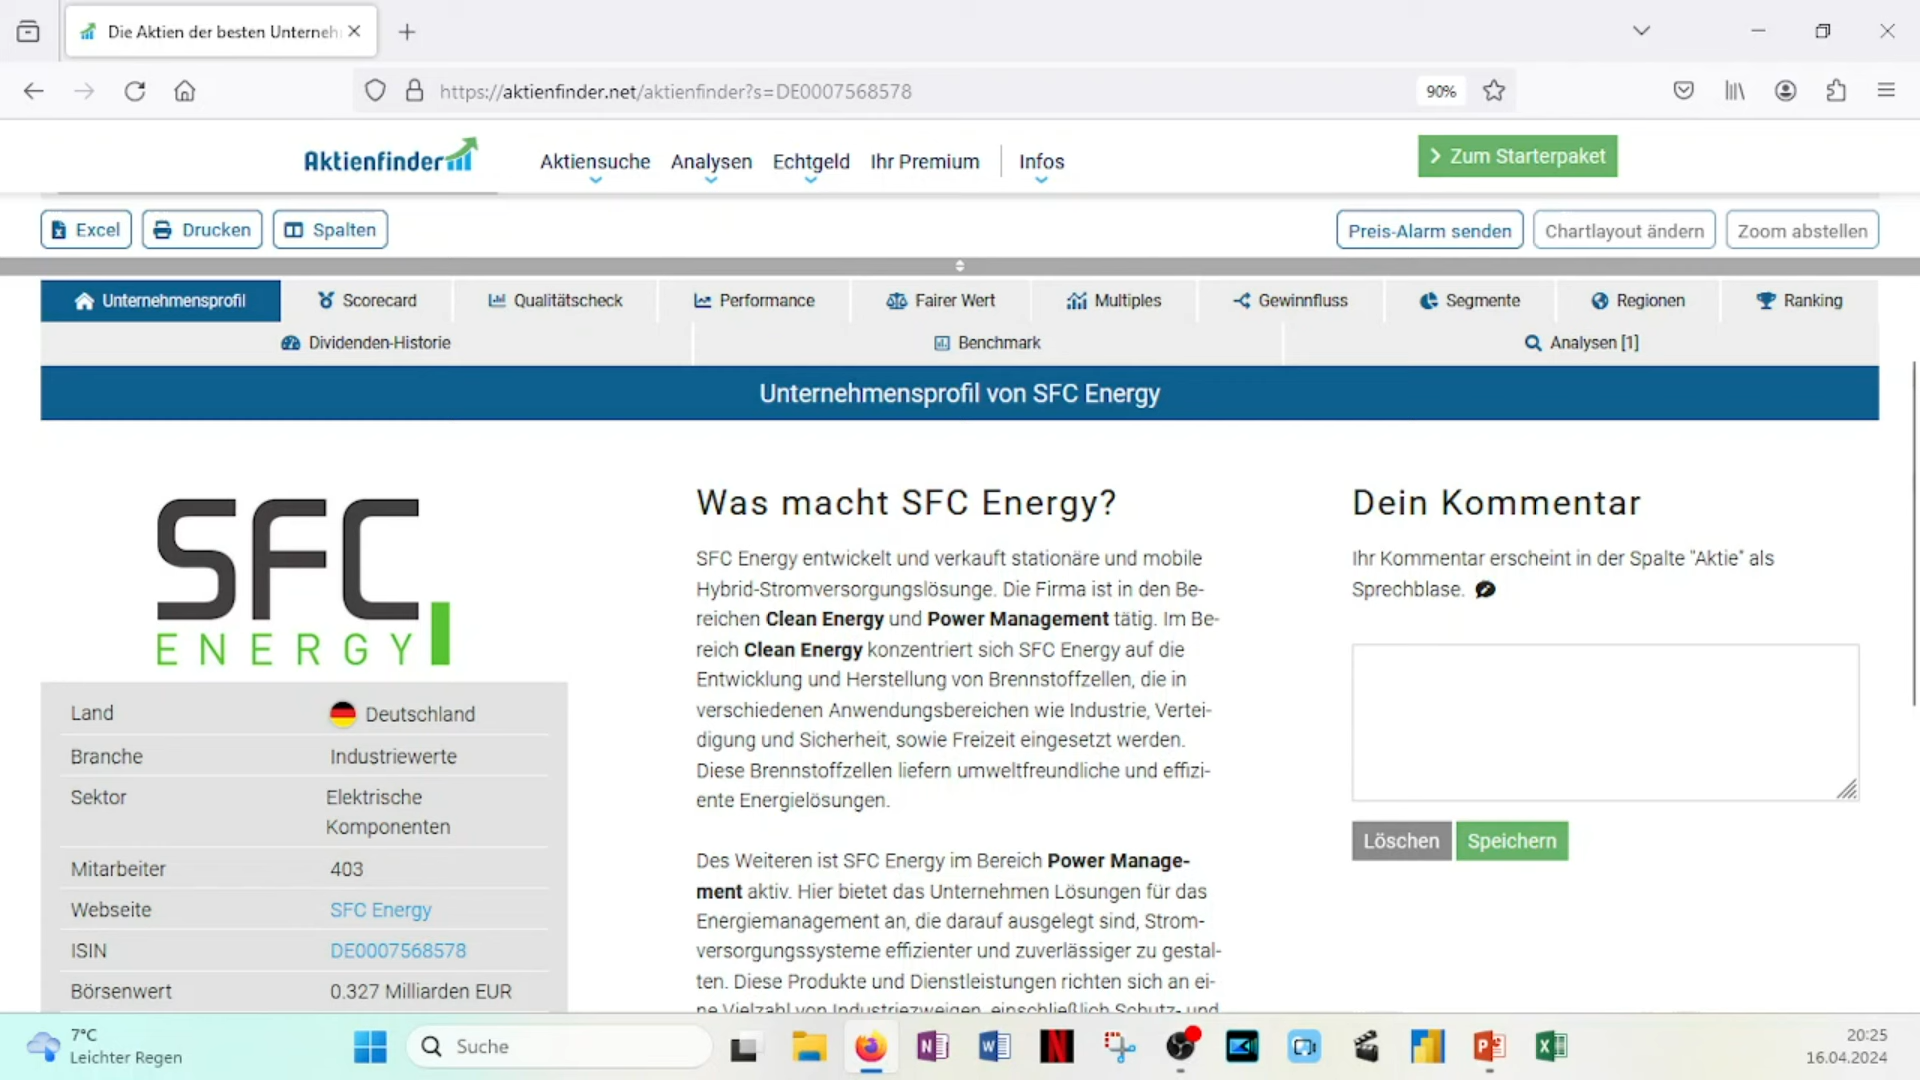 Die Aktien der besten Unterneh
https://aktienfinder.net/aktienfinder?s=DE0007568578
90%
Aktienfinder
Aktiensuche
Analysen
Echtgeld
Ihr Premium
Infos
Zum Starterpaket
Excel
Drucken
Spalten
Preis-Alarm senden
Chartlayout ändern
Zoom abstellen
Unternehmensprofil
Scorecard
Qualitätscheck
Performance
Fairer Wert
Multiples
Gewinnfluss
Segmente
Regionen
Ranking
Dividenden-Historie
Benchmark
Analysen [1]
Unternehmensprofil von SFC Energy
SFC
ENERGY
Land Deutschland
Branche Industriewerte
Sektor Elektrische
Komponenten
Mitarbeiter 403
Webseite SFC Energy
ISIN DE0007568578
Börsenwert 0.327 Milliarden EUR
Was macht SFC Energy?
SFC Energy entwickelt und verkauft stationäre und mobile
Hybrid-Stromversorgungslösunge. Die Firma ist in den Be-
reichen Clean Energy und Power Management tätig. Im Be-
reich Clean Energy konzentriert sich SFC Energy auf die
Entwicklung und Herstellung von Brennstoffzellen, die in
verschiedenen Anwendungsbereichen wie Industrie, Vertei-
digung und Sicherheit, sowie Freizeit eingesetzt werden.
Diese Brennstoffzellen liefern umweltfreundliche und effizi-
ente Energielösungen.
Des Weiteren ist SFC Energy im Bereich Power Manage-
ment aktiv. Hier bietet das Unternehmen Lösungen für das
Energiemanagement an, die darauf ausgelegt sind, Strom-
versorgungssysteme effizienter und zuverlässiger zu gestal-
ten. Diese Produkte und Dienstleistungen richten sich an ei-
ne Vielzahl von Industriezweigen, einschließlich Schutz- und
Dein Kommentar
Ihr Kommentar erscheint in der Spalte "Aktie" als
Sprechblase.
Löschen
Speichern
7°C
Leichter Regen
Suche
20:25
16.04.2024